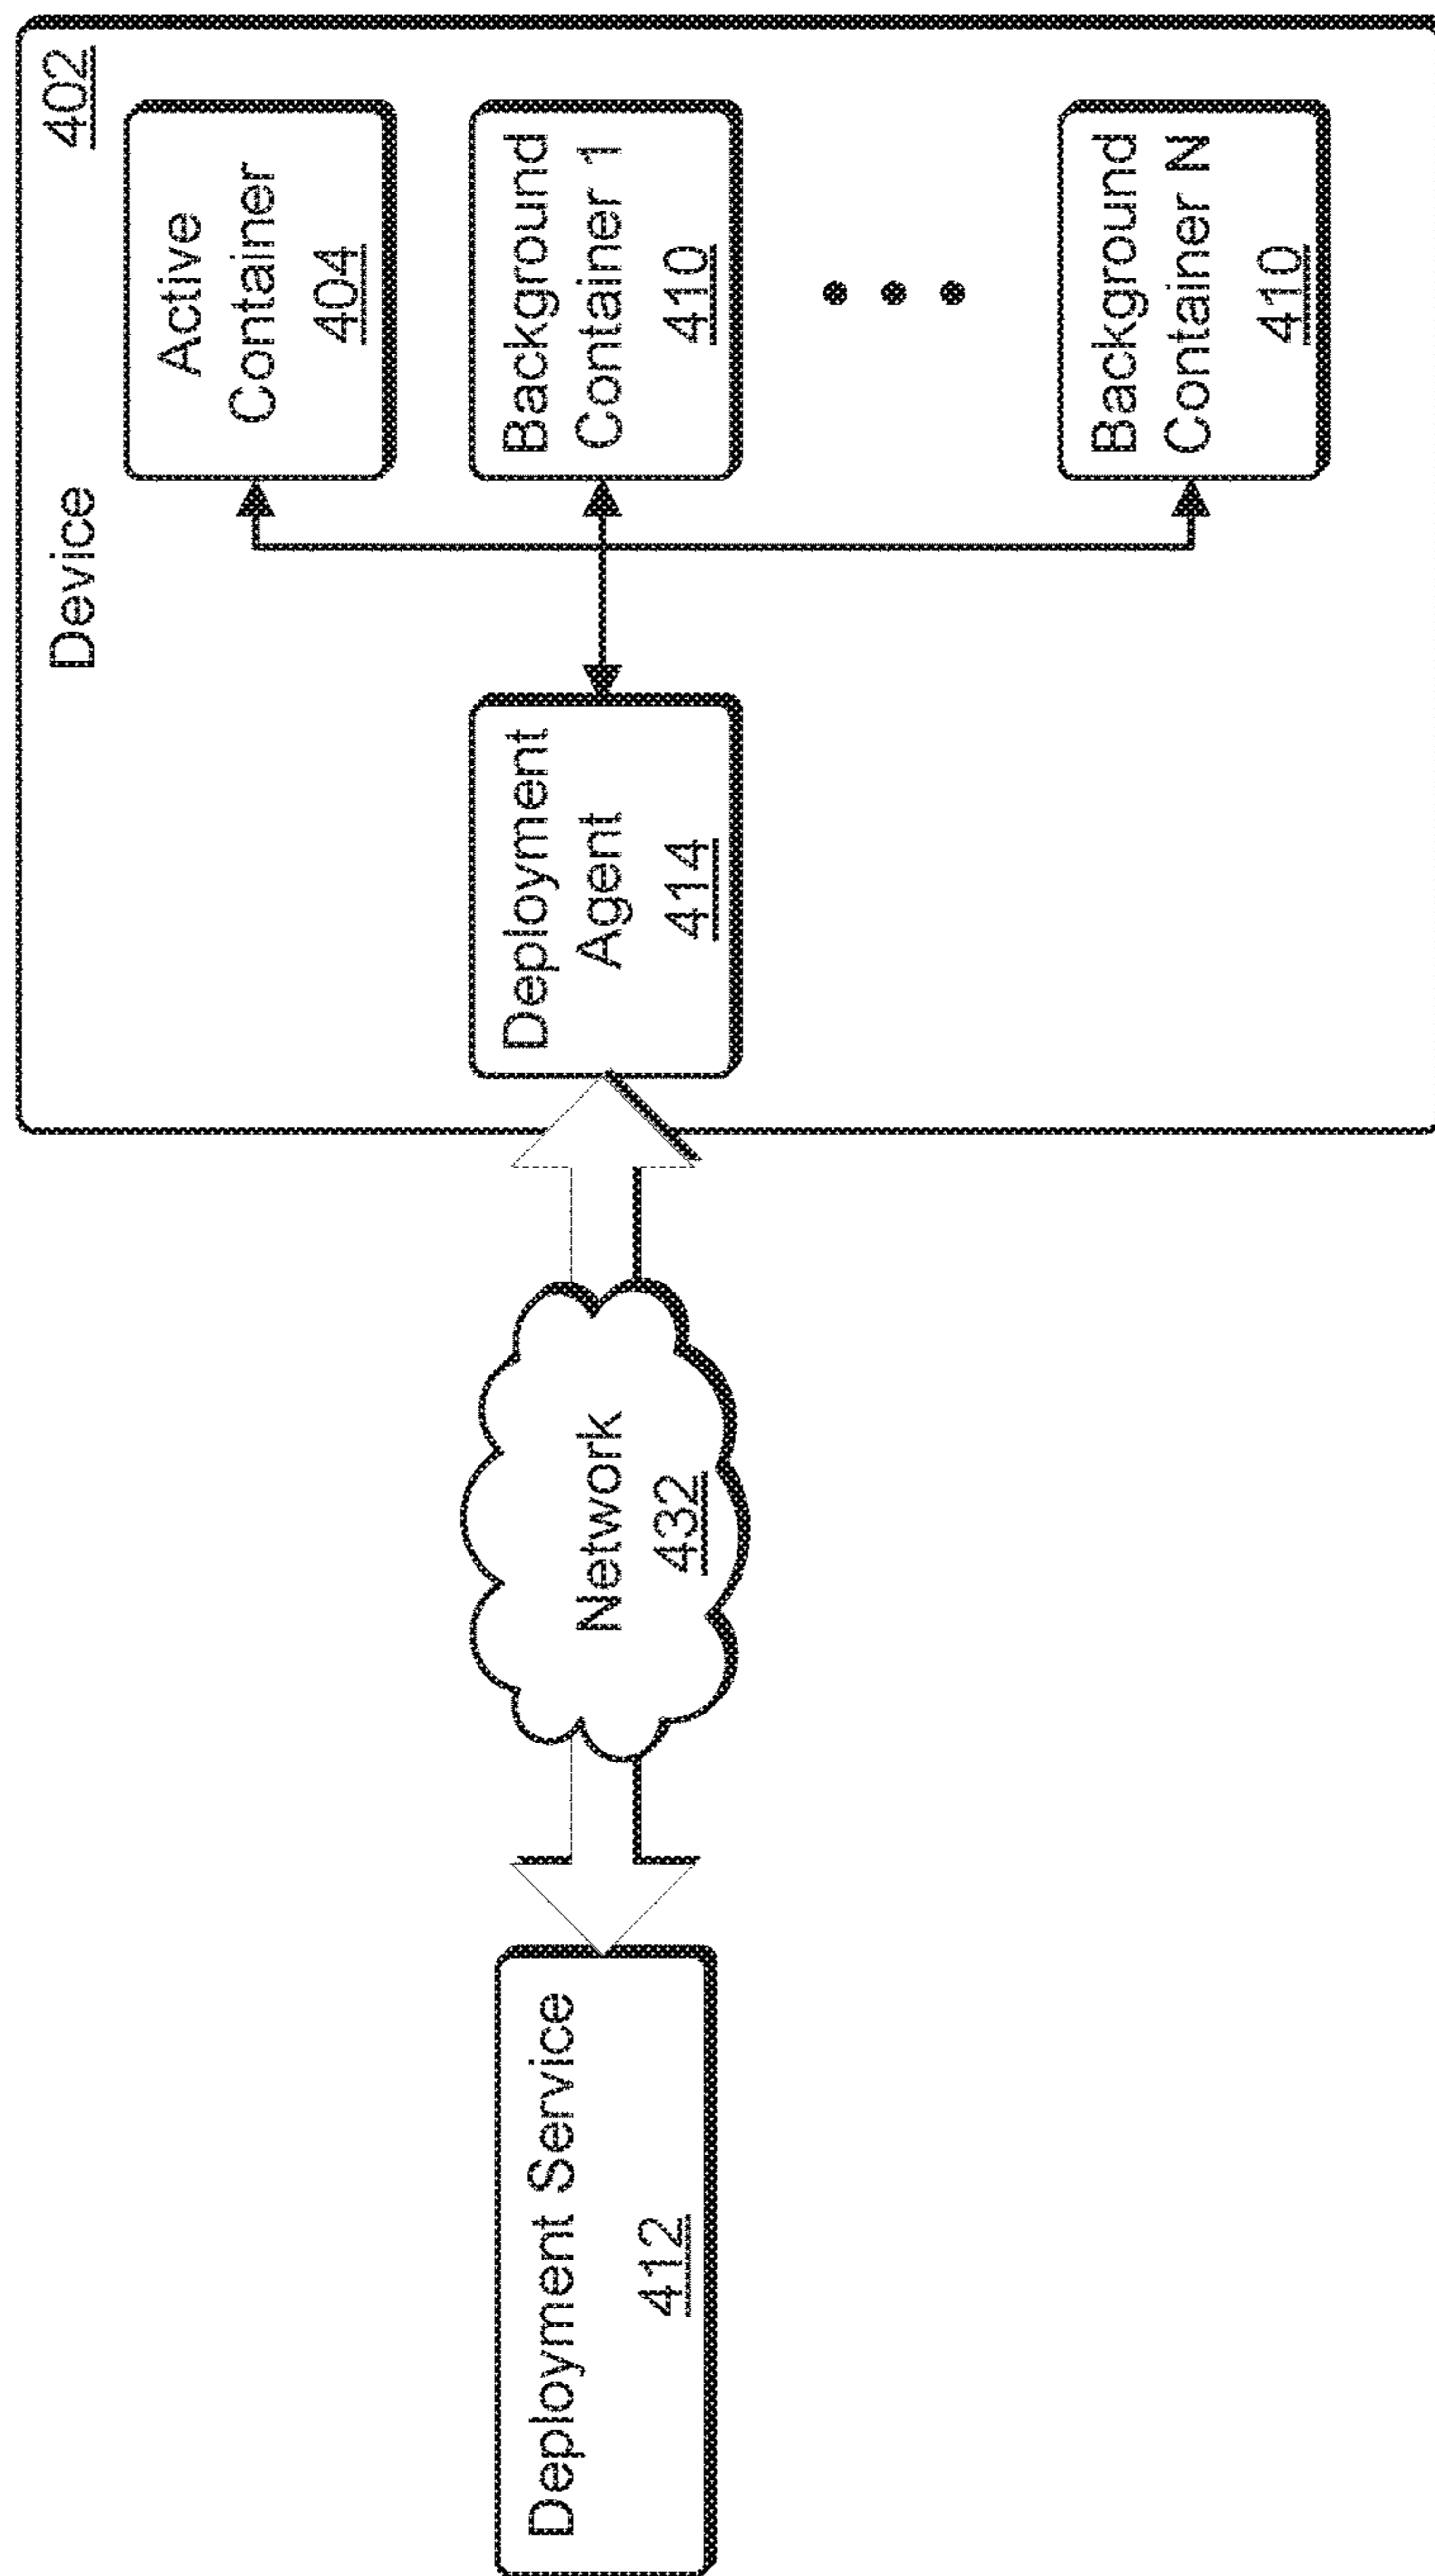 Deployment Service
412
Network
432
Device
402
Deployment
Agent
414
Active
Container
404
Background
Container 1
410
Background
Container N
410